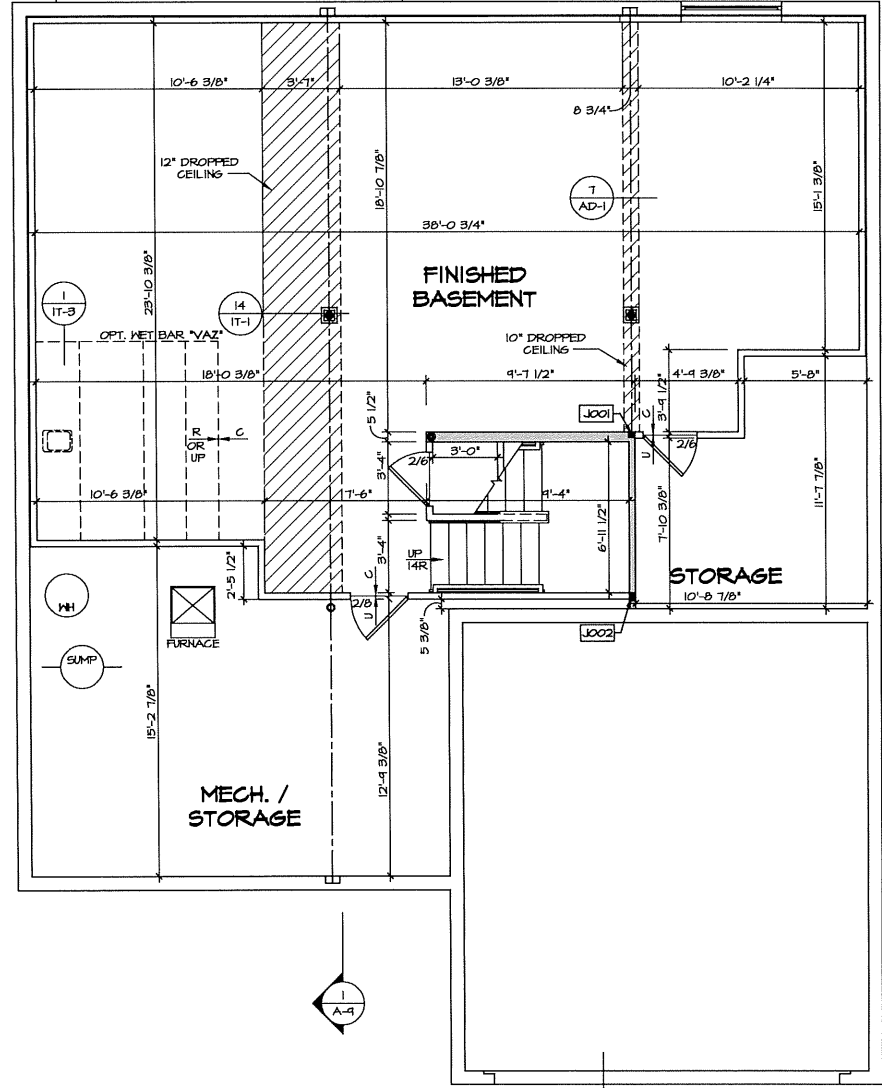 10'-6 3/8"
3'-7"
13'-0 3/8"
10'-2 1/4"
8 3/4"
12" DROPPED
CEILING
18'-10 7/8"
15'-1 3/8"
7
AD-1
38'-0 3/4"
23'-10 3/8"
FINISHED
BASEMENT
1
IT-3
14
IT-1
OPT. WET BAR "VAZ"
10" DROPPED
CEILING
18'-0 3/8"
9'-7 1/2"
4'-9 3/8"
5'-8"
3'-9 1/2"
5 1/2"
J001
C
U
2/6
R
OR
UP
C
2/6
3'-0"
3'-4"
10'-6 3/8"
7'-6"
9'-4"
11'-7 7/8"
7'-10 3/8"
6'-11 1/2"
3'-4"
UP
14R
2'-5 1/2"
STORAGE
10'-8 7/8"
C
U
2/8
WH
FURNACE
5 3/8"
J002
SUMP
15'-2 7/8"
12'-9 3/8"
MECH. /
STORAGE
1
A-9